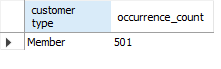 customer
type
occurrence_count
Member 501